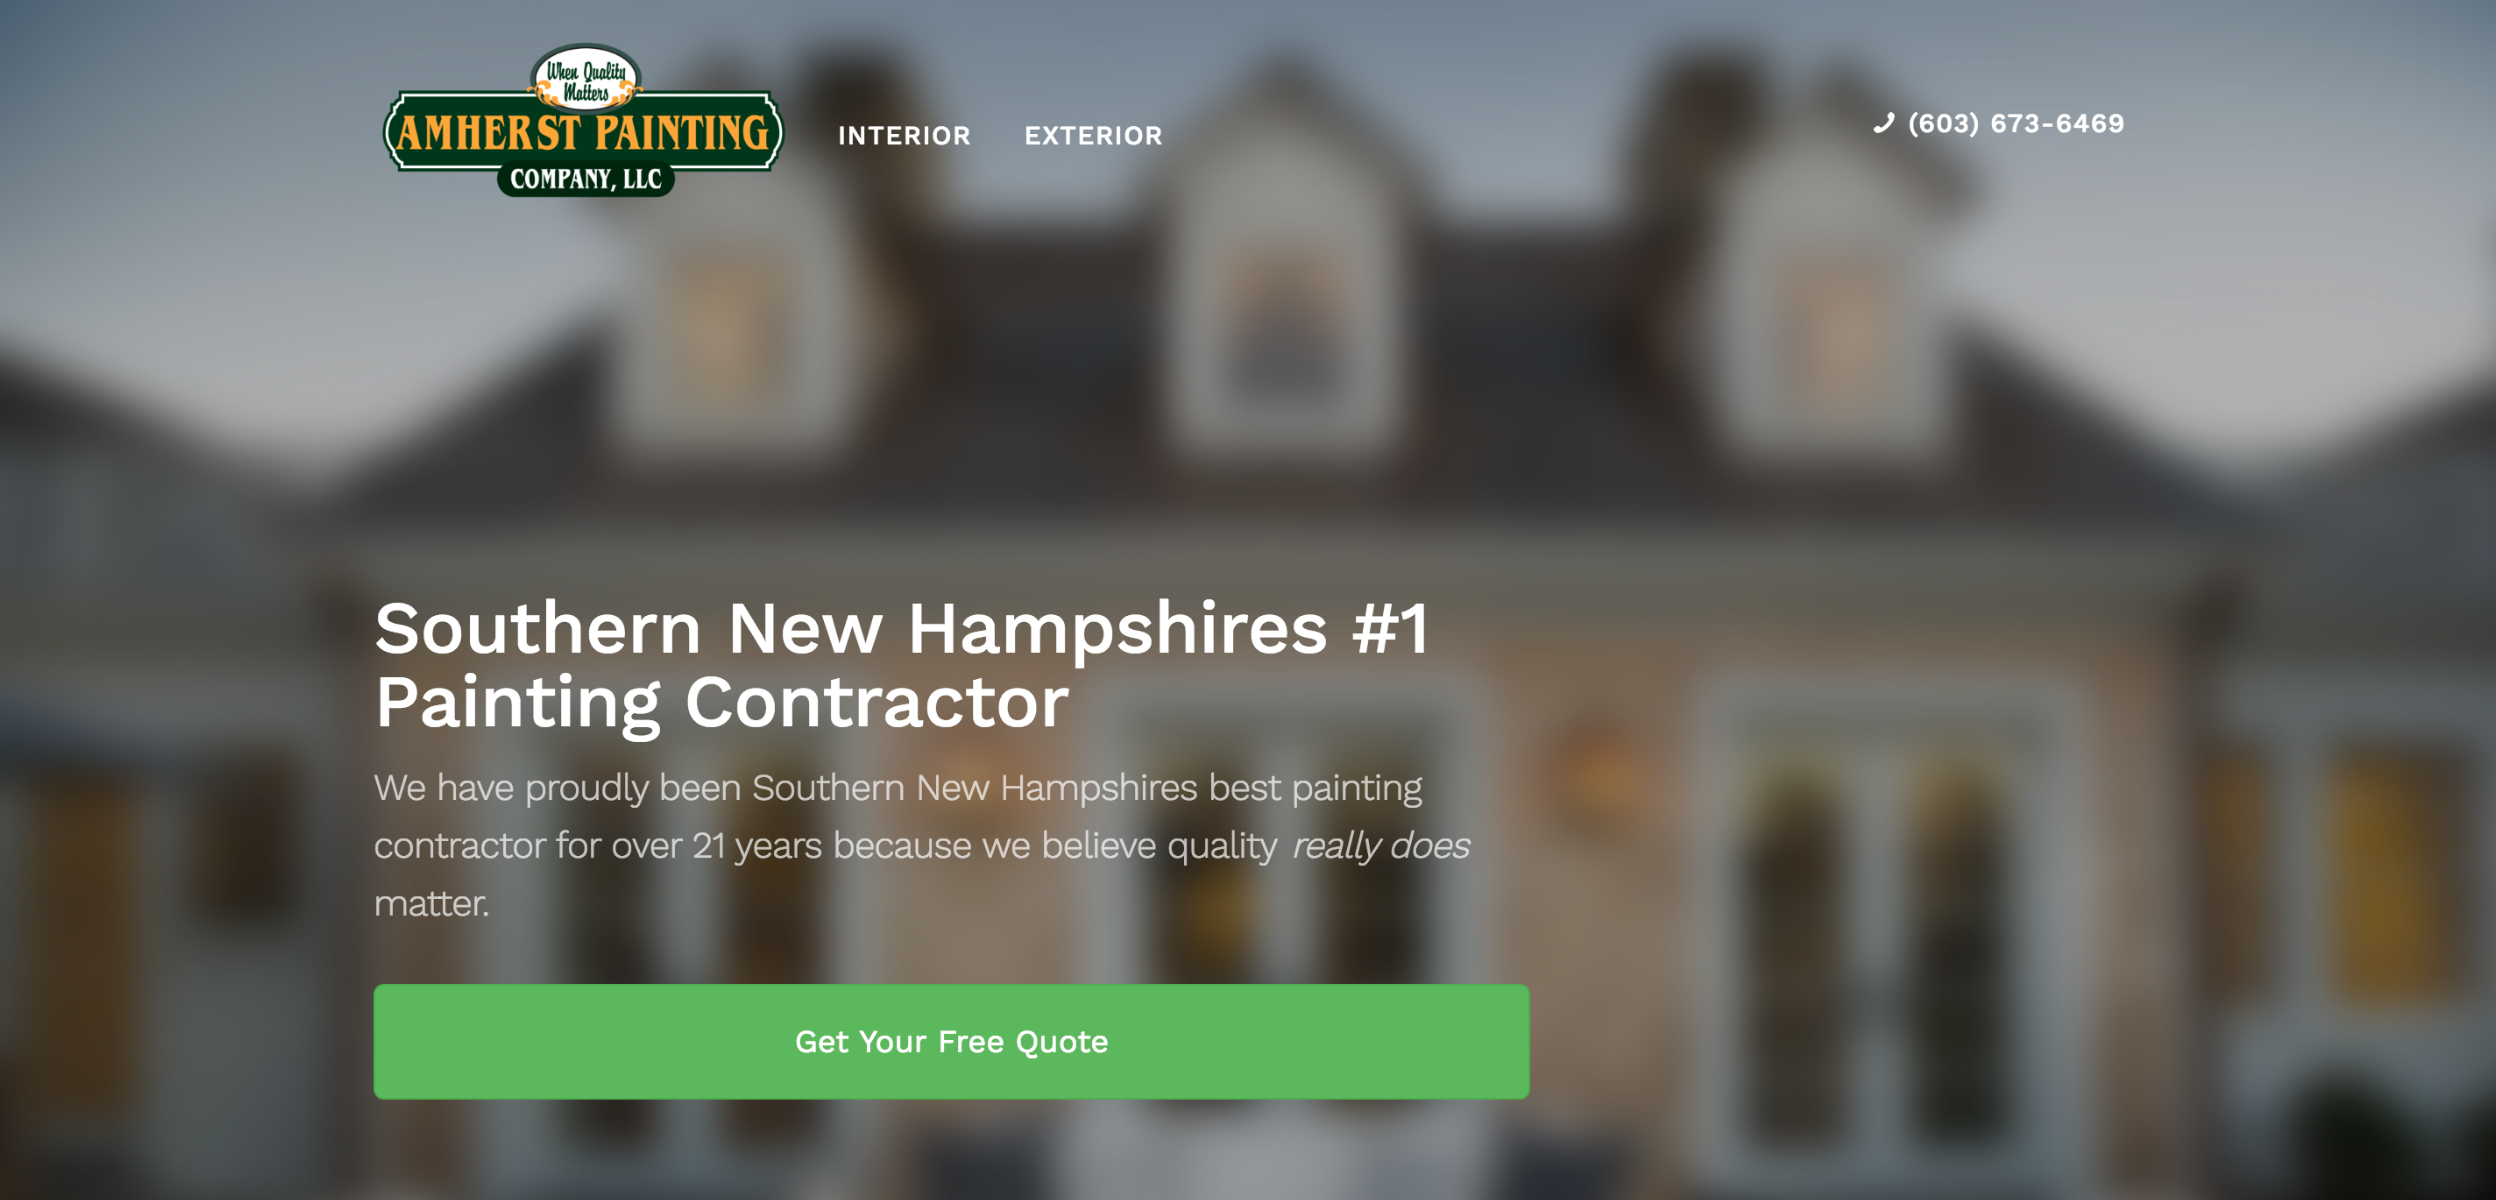 When Quality
Matters
AMHERST PAINTING
COMPANY, LLC
INTERIOR EXTERIOR
(603) 673-6469
Southern New Hampshires #1
Painting Contractor
We have proudly been Southern New Hampshires best painting
contractor for over 21 years because we believe quality really does
matter.
Get Your Free Quote